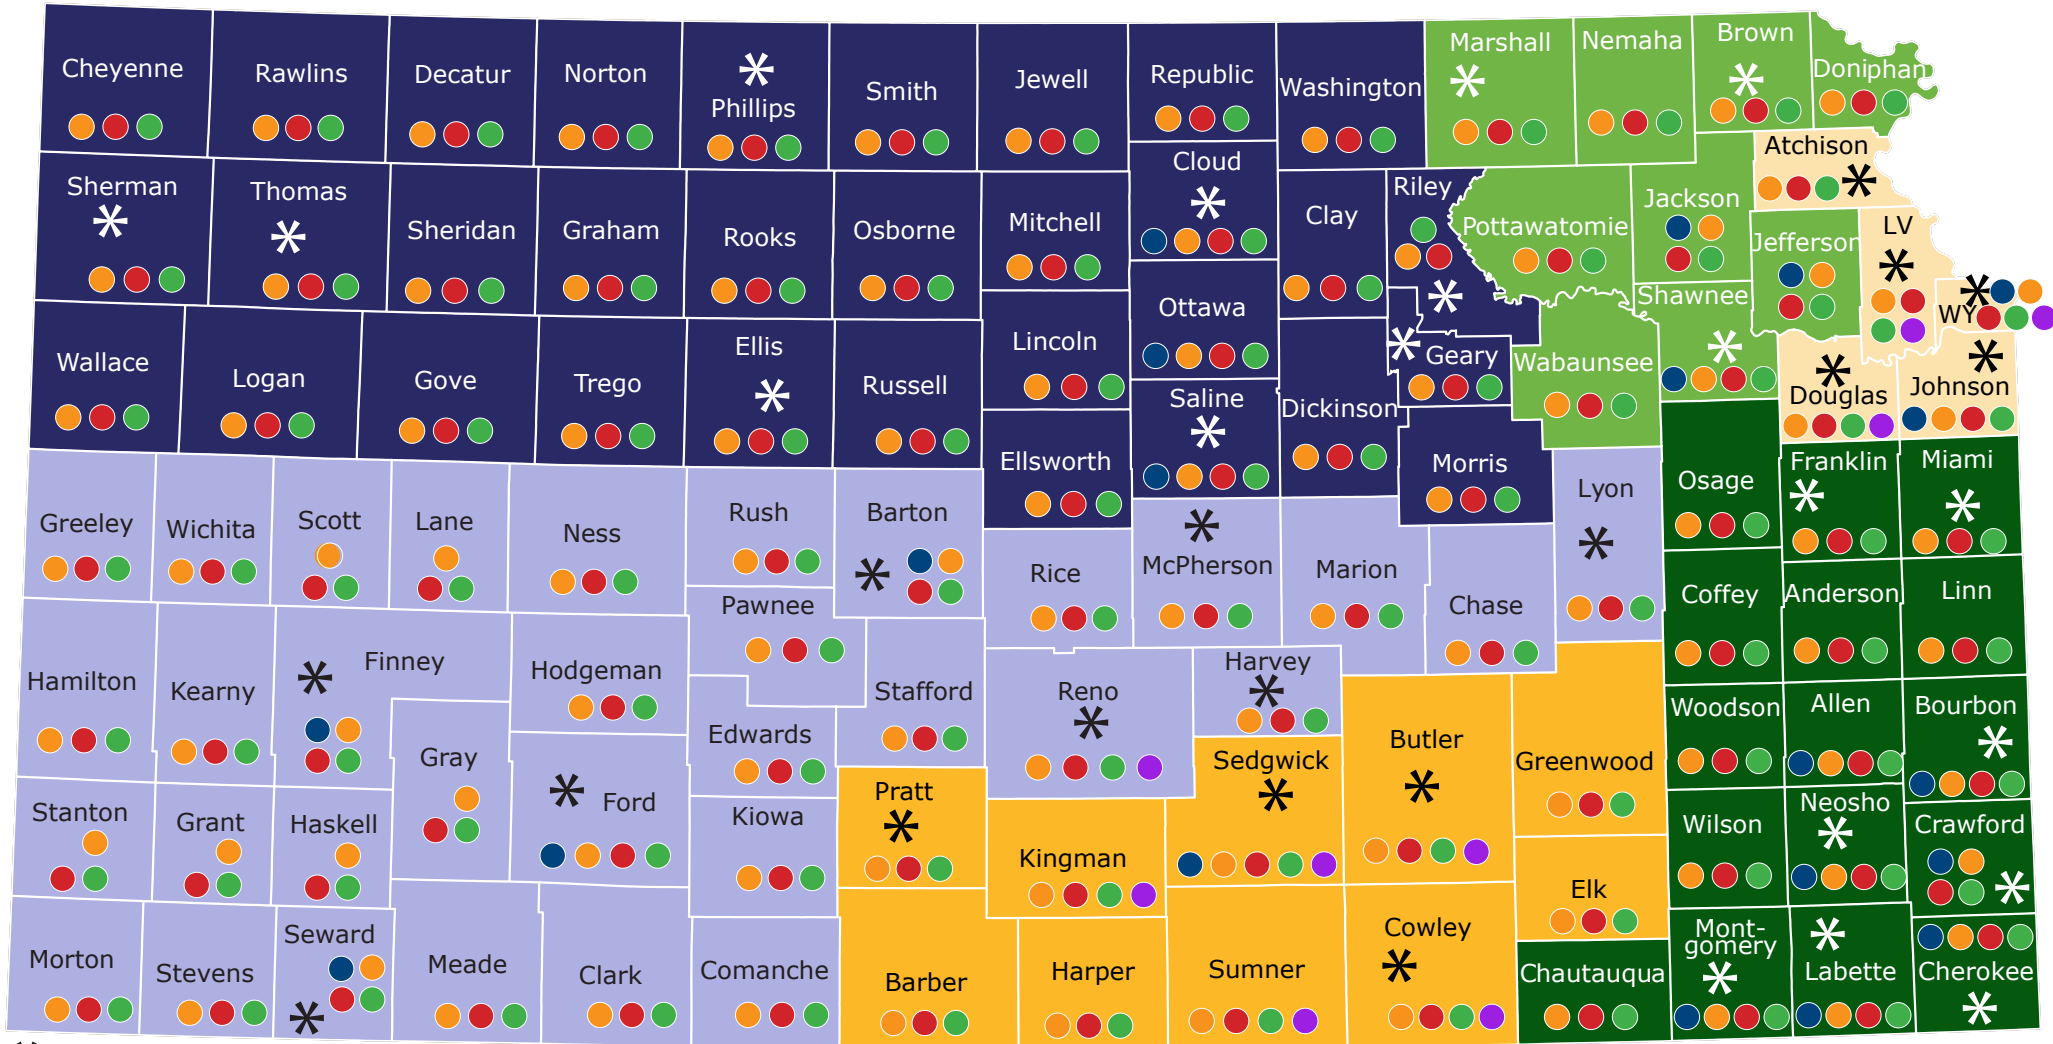 Cheyenne
Rawlins
Decatur
Norton
*
Phillips
Smith
Jewell
Republic
Washington
Marshall
*
Nemaha
Brown
*
Doniphan
Sherman
*
Thomas
*
Sheridan
Graham
Rooks
Osborne
Mitchell
Cloud
*
Clay
Riley
*
Pottawatomie
Jackson
Atchison
*
Jefferson
LV
*
*
WY
Wallace
Logan
Gove
Trego
Ellis
*
Russell
Lincoln
Ottawa
Saline
*
Dickinson
*
Geary
Wabaunsee
Shawnee
*
*
Douglas
*
Johnson
Ellsworth
Morris
Greeley
Wichita
Scott
Lane
Ness
Rush
Barton
*
Rice
*
McPherson
Marion
Chase
Lyon
*
Osage
Franklin
*
Miami
*
Hamilton
Kearny
Finney
*
Hodgeman
Pawnee
Stafford
Edwards
Reno
*
Harvey
*
Coffey
Anderson
Linn
Gray
Ford
*
Kiowa
Pratt
*
Kingman
Sedgwick
*
Butler
*
Greenwood
Woodson
Allen
Bourbon
*
Stanton
Grant
Haskell
Elk
Wilson
Neosho
*
Crawford
*
Morton
Stevens
Seward
*
Meade
Clark
Comanche
Barber
Harper
Sumner
Cowley
*
Chautauqua
Mont-
gomery
*
*
Labette
Cherokee
*